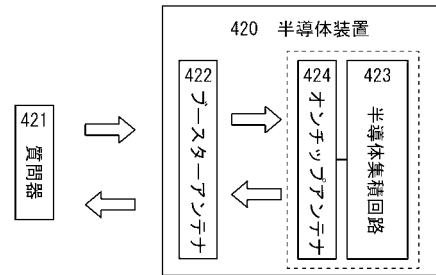 420 半導体装置
421
質問器
422
ブースターアンテナ
424
オンチップアンテナ
423
半導体集積回路